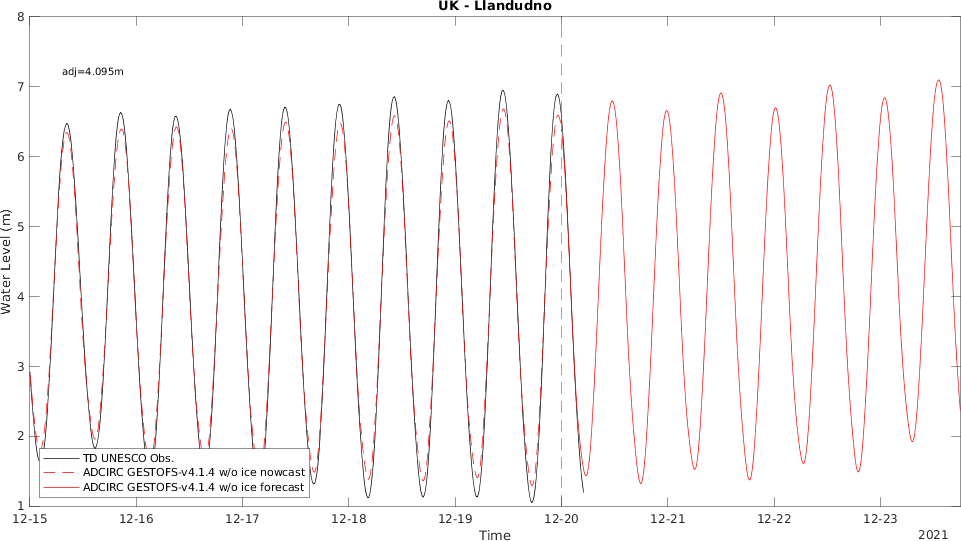 UK - Llandudno
8
7
6
5
4
3
2
1
Water Level (m)
adj=4.095m
TD UNESCO Obs.
ADCIRC GESTOFS-v4.1.4 w/o ice nowcast
ADCIRC GESTOFS-v4.1.4 w/o ice forecast
12-15 12-16 12-17 12-18 12-19 12-20 12-21 12-22 12-23
Time
2021